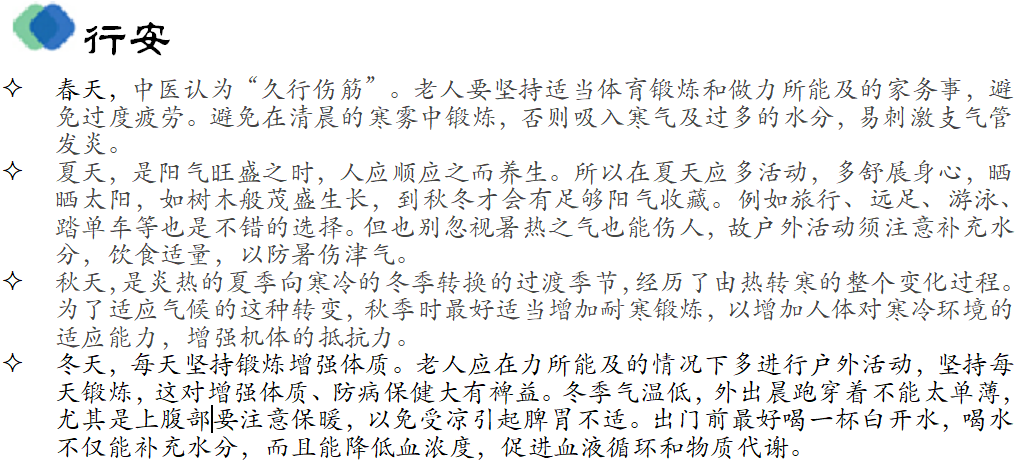 行安
✧ 春天，中医认为“久行伤筋”。老人要坚持适当体育锻炼和做力所能及的家务事，避
免过度疲劳。避免在清晨的寒雾中锻炼，否则吸入寒气及过多的水分，易刺激支气管
发炎。
✧ 夏天，是阳气旺盛之时，人应顺应之而养生。所以在夏天应多活动，多舒展身心，晒
晒太阳，如树木般茂盛生长，到秋冬才会有足够阳气收藏。例如旅行、远足、游泳、
踏单车等也是不错的选择。但也别忽视暑热之气也能伤人，故户外活动须注意补充水
分，饮食适量，以防暑伤津气。
✧ 秋天，是炎热的夏季向寒冷的冬季转换的过渡季节，经历了由热转寒的整个变化过程。
为了适应气候的这种转变，秋季时最好适当增加耐寒锻炼，以增加人体对寒冷环境的
适应能力，增强机体的抵抗力。
✧ 冬天，每天坚持锻炼增强体质。老人应在力所能及的情况下多进行户外活动，坚持每
天锻炼，这对增强体质、防病保健大有裨益。冬季气温低，外出晨跑穿着不能太单薄，
尤其是上腹部要注意保暖，以免受凉引起脾胃不适。出门前最好喝一杯白开水，喝水
不仅能补充水分，而且能降低血浓度，促进血液循环和物质代谢。